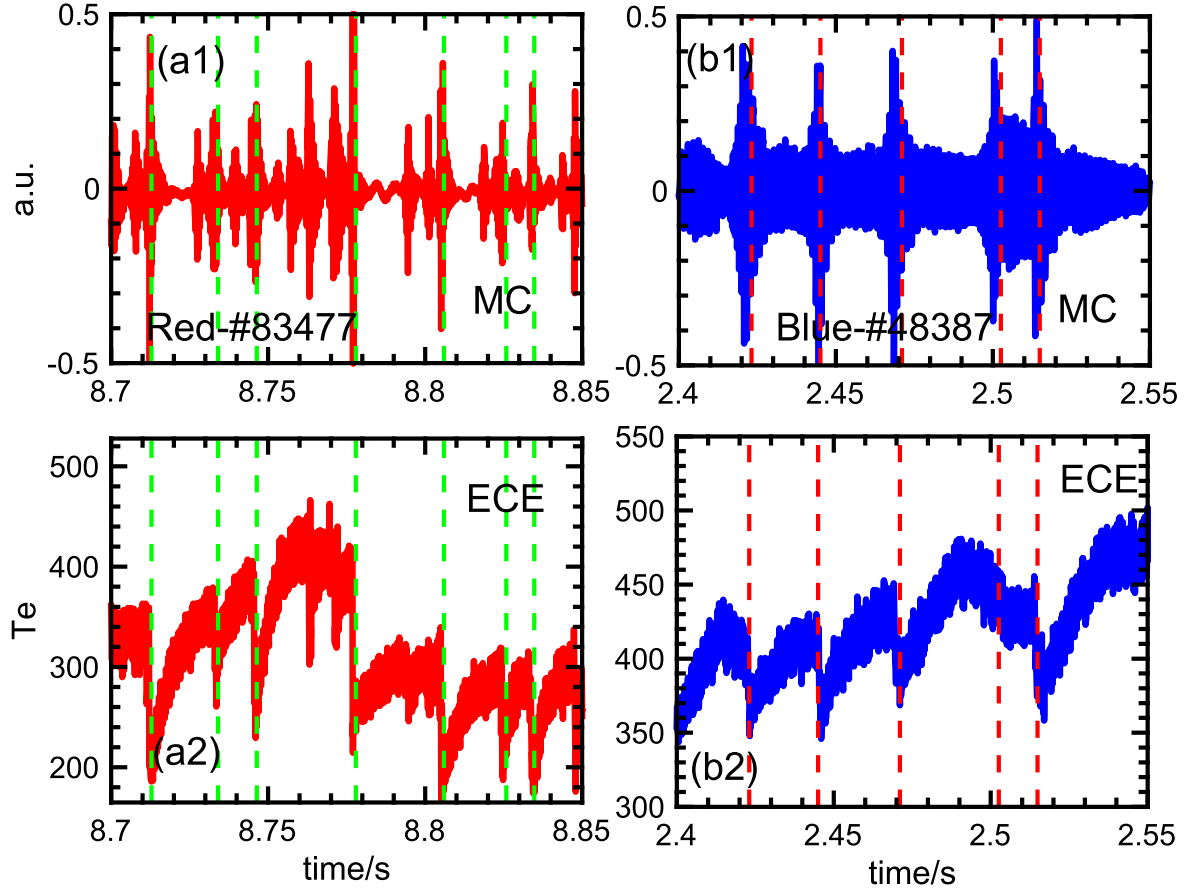 (a1)
0.5
0
-0.5
a.u.
Red-#83477
MC
8.7
8.75
8.8
8.85
(b1)
0.5
0
-0.5
Blue-#48387
MC
2.4
2.45
2.5
2.55
ECE
500
400
300
200
Te
(a2)
8.7
8.75
8.8
8.85
time/s
ECE
550
500
450
400
350
300
(b2)
2.4
2.45
2.5
2.55
time/s